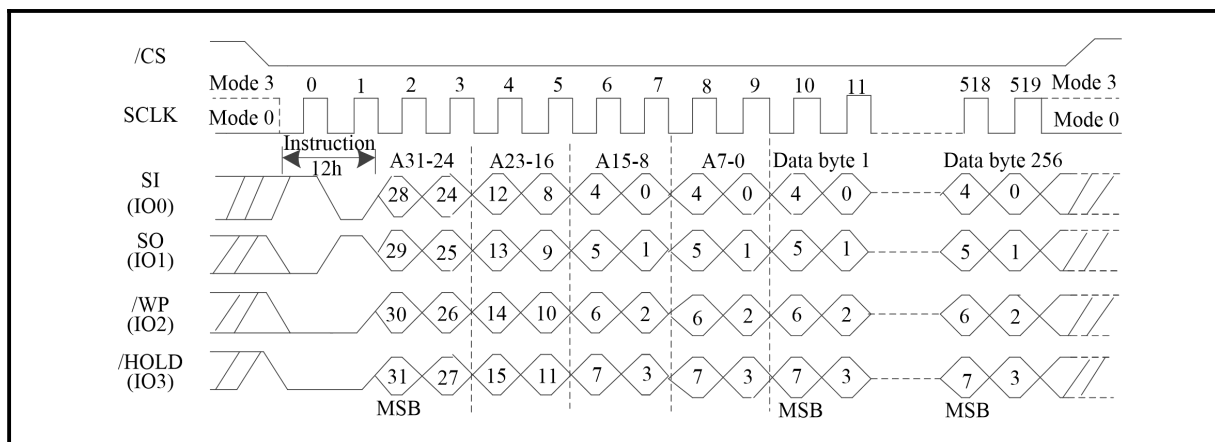 /CS
Mode 3 0 1 2 3 4 5 6 7 8 9 10 11 518 519 Mode 3
SCLK Mode 0 Mode 0
Instruction
12h A31-24 A23-16 A15-8 A7-0 Data byte 1 Data byte 256
SI
(IO0) 28 24 12 8 4 0 4 0 4 0 4 0
SO
(IO1) 29 25 13 9 5 1 5 1 5 1 5 1
/WP
(IO2) 30 26 14 10 6 2 6 2 6 2 6 2
/HOLD
(IO3) 31 27 15 11 7 3 7 3 7 3 7 3
MSB MSB MSB